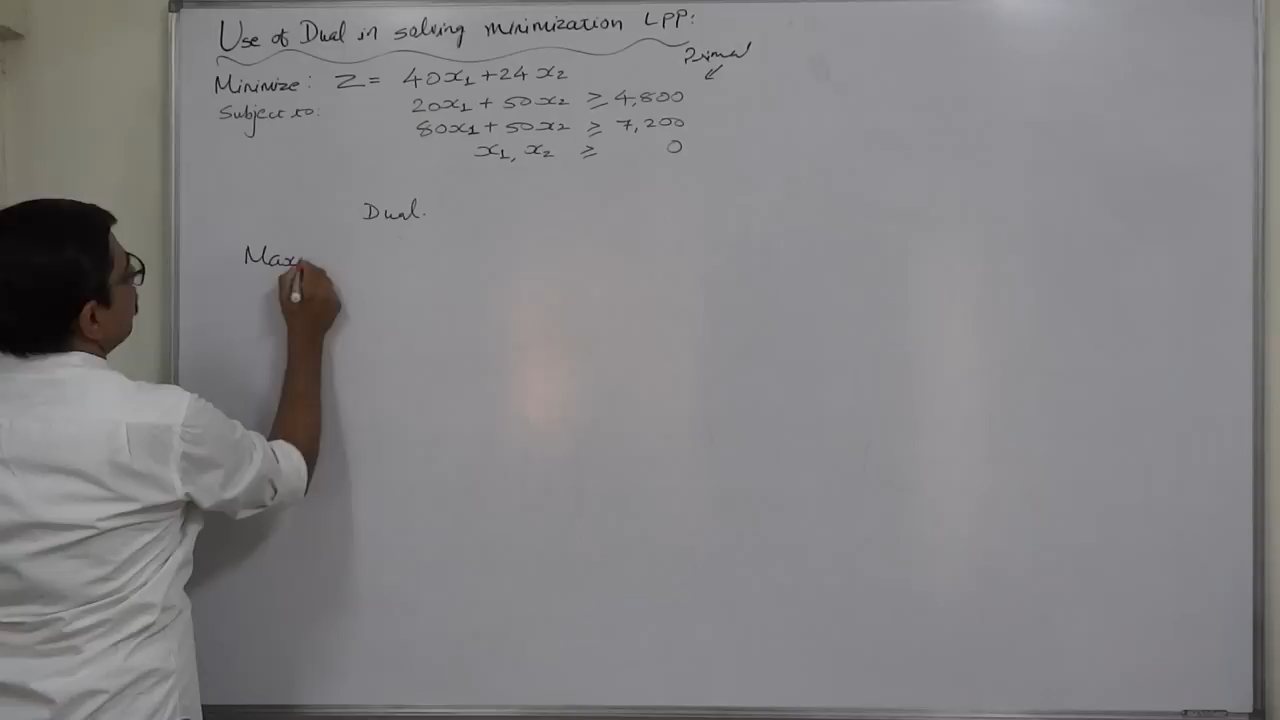 Use of Dual in solving minimization LPP:
Primal
Minimize: Z = 40x₁ + 24x₂
Subject to: 20x₁ + 50x₂ ≥ 4,800
80x₁ + 50x₂ ≥ 7,200
x₁, x₂ ≥ 0
Dual.
Max